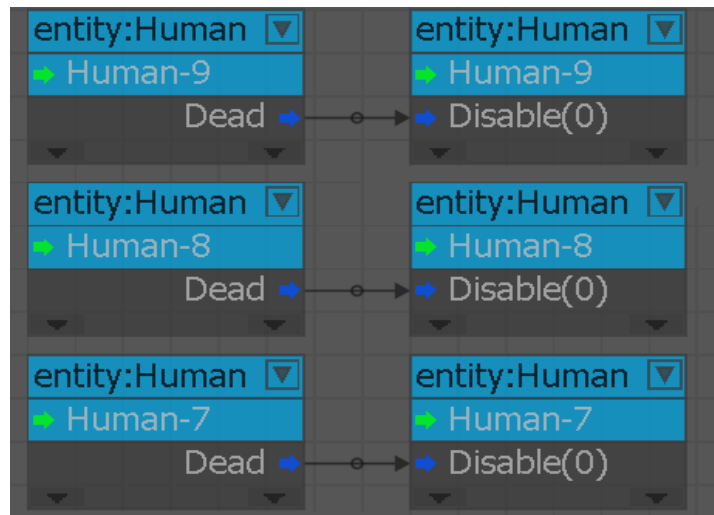 entity:Human entity:Human
Human-9 Human-9
Dead Disable(0)
entity:Human entity:Human
Human-8 Human-8
Dead Disable(0)
entity:Human entity:Human
Human-7 Human-7
Dead Disable(0)